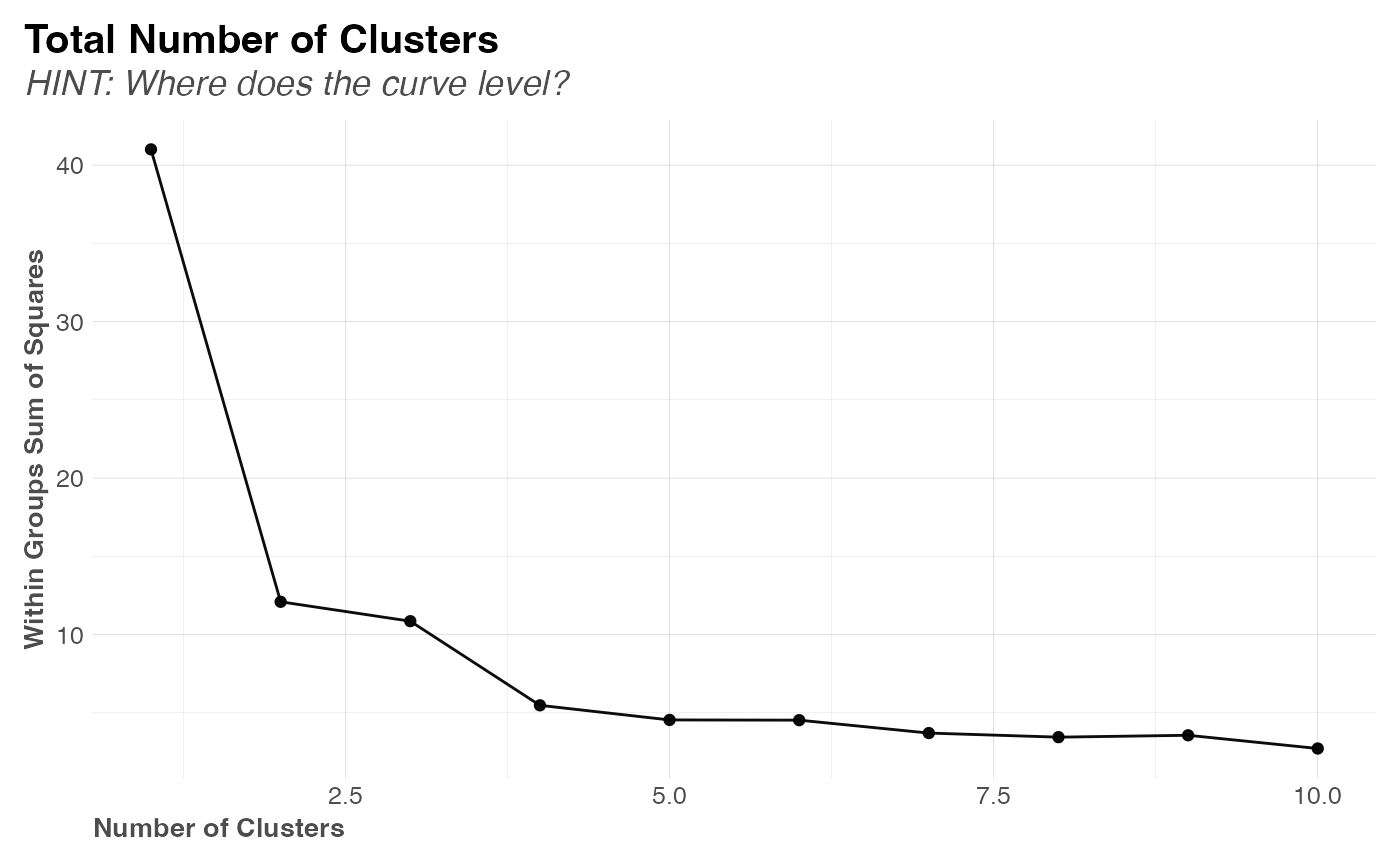 Total Number of Clusters
HINT: Where does the curve level?
Within Groups Sum of Squares
40
30
20
10
2.5
5.0
7.5
10.0
Number of Clusters